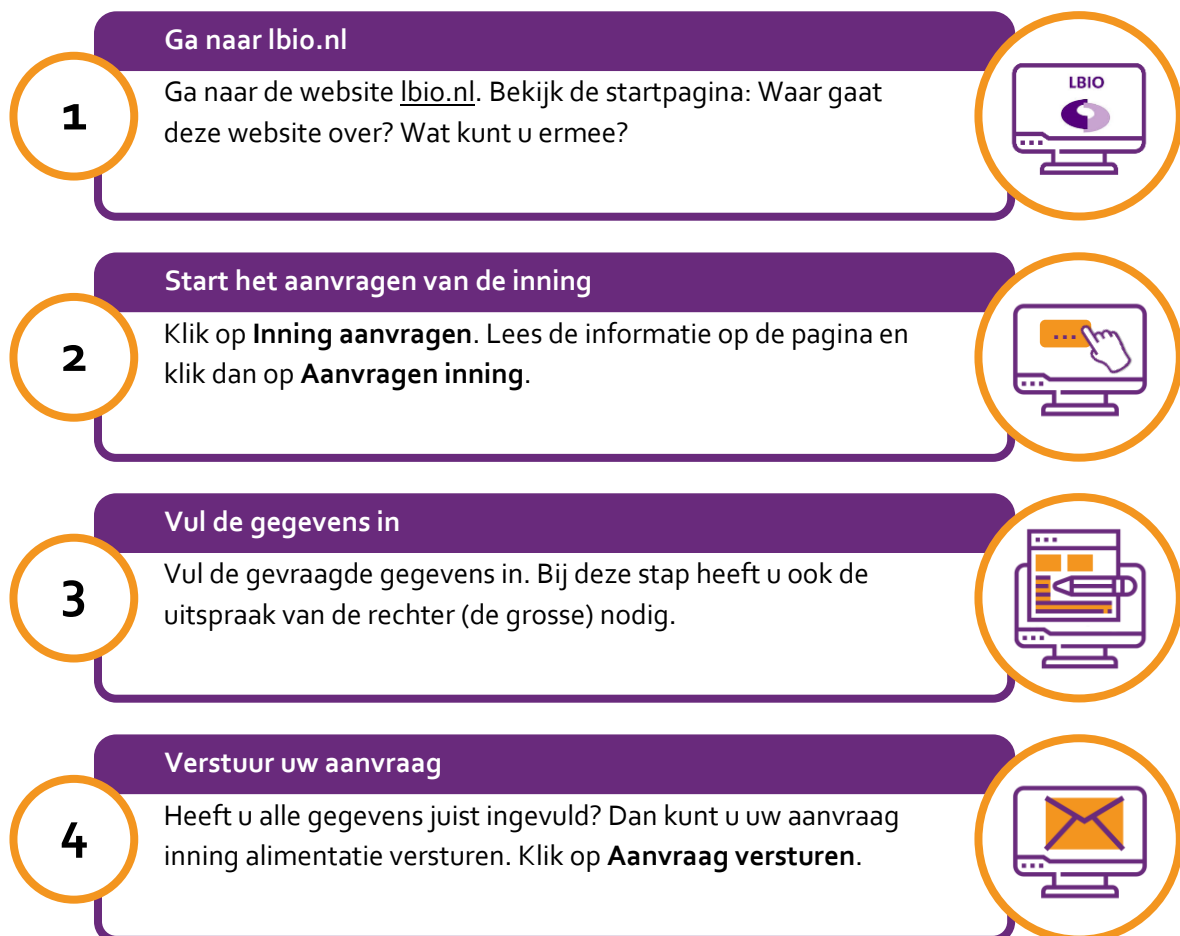 Ga naar lbio.nl
1
Ga naar de website lbio.nl. Bekijk de startpagina: Waar gaat
deze website over? Wat kunt u ermee?
LBIO
Start het aanvragen van de inning
2
Klik op Inning aanvragen. Lees de informatie op de pagina en
klik dan op Aanvragen inning.
Vul de gegevens in
3
Vul de gevraagde gegevens in. Bij deze stap heeft u ook de
uitspraak van de rechter (de grosse) nodig.
Verstuur uw aanvraag
4
Heeft u alle gegevens juist ingevuld? Dan kunt u uw aanvraag
inning alimentatie versturen. Klik op Aanvraag versturen.